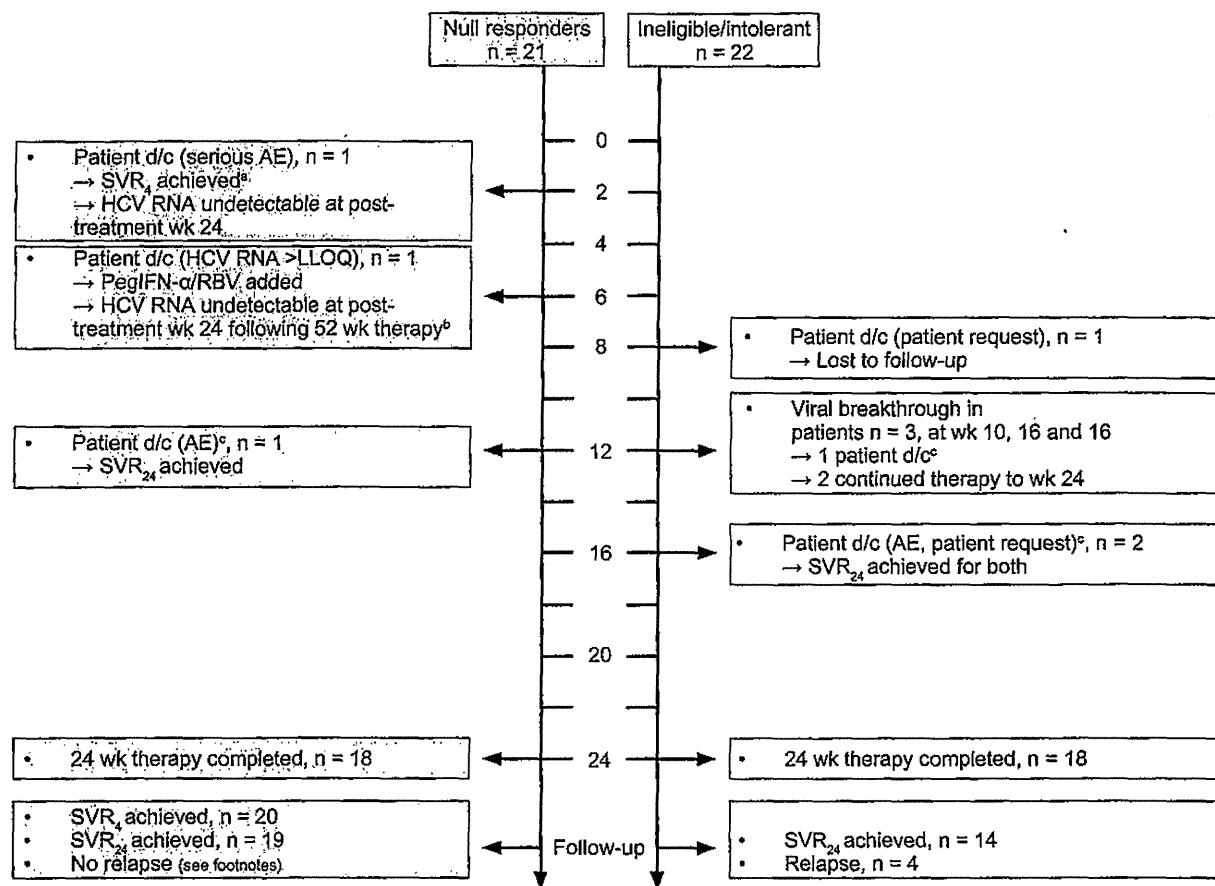 Null responders
n = 21
Ineligible/intolerant
n = 22
0
2
4
6
8
12
16
20
24
Follow-up
• Patient d/c (serious AE), n = 1
→ SVR₄ achievedᵃ
→ HCV RNA undetectable at post-
treatment wk 24
• Patient d/c (HCV RNA >LLOQ), n = 1
→ PegIFN-α/RBV added
→ HCV RNA undetectable at post-
treatment wk 24 following 52 wk therapyᵇ
• Patient d/c (AE)ᶜ, n = 1
→ SVR₂₄ achieved
• 24 wk therapy completed, n = 18
• SVR₄ achieved, n = 20
• SVR₂₄ achieved, n = 19
• No relapse (see footnotes)
• Patient d/c (patient request), n = 1
→ Lost to follow-up
• Viral breakthrough in
patients n = 3, at wk 10, 16 and 16
→ 1 patient d/cᶜ
→ 2 continued therapy to wk 24
• Patient d/c (AE, patient request)ᶜ, n = 2
→ SVR₂₄ achieved for both
• 24 wk therapy completed, n = 18
• SVR₂₄ achieved, n = 14
• Relapse, n = 4